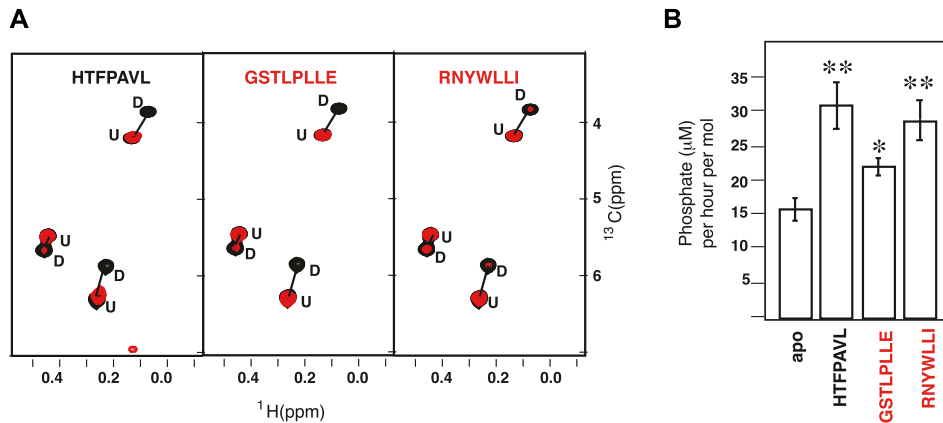 A
HTFPAVL
GSTLPLLE
RNYWLLI
D
U
D
U
D
U
4
5
6
13C(ppm)
U
D
U
D
U
D
D
U
D
U
D
U
0.4 0.2 0.0
0.4 0.2 0.0
0.4 0.2 0.0
1H(ppm)
B
Phosphate (μM)
per hour per mol
35
30
25
20
15
10
5
**
*
**
apo
HTFPAVL
GSTLPLLE
RNYWLLI